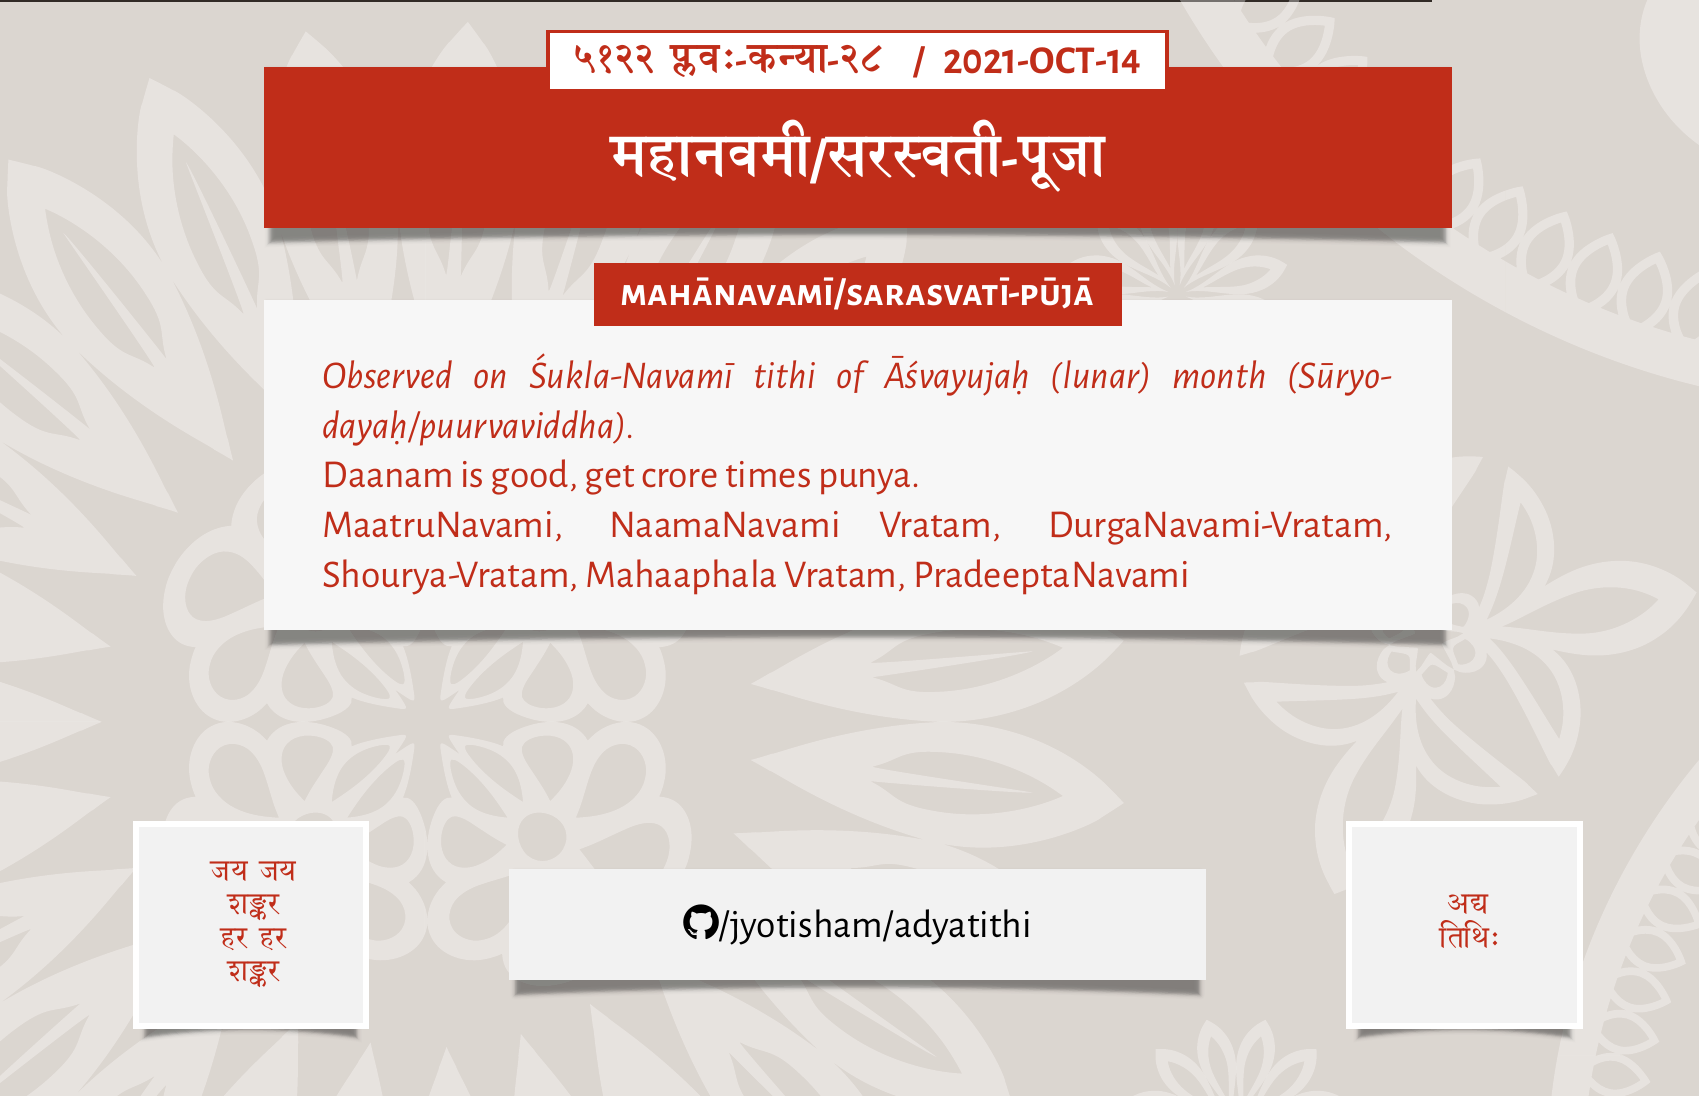 ५१२२ प्लवः-कन्या-२८ / 2021-OCT-14
महानवमी/सरस्वती-पूजा
MAHĀNAVAMĪ/SARASVATĪ-PŪJĀ
Observed on Śukla-Navamī tithi of Āśvayujaḥ (lunar) month (Sūryo-
dayaḥ/puurvaviddha).
Daanam is good, get crore times punya.
MaatruNavami, NaamaNavami Vratam, DurgaNavami-Vratam,
Shourya-Vratam, Mahaaphala Vratam, PradeeptaNavami
जय जय
शङ्कर
हर हर
शङ्कर
/jyotisham/adyatithi
अद्य
तिथिः